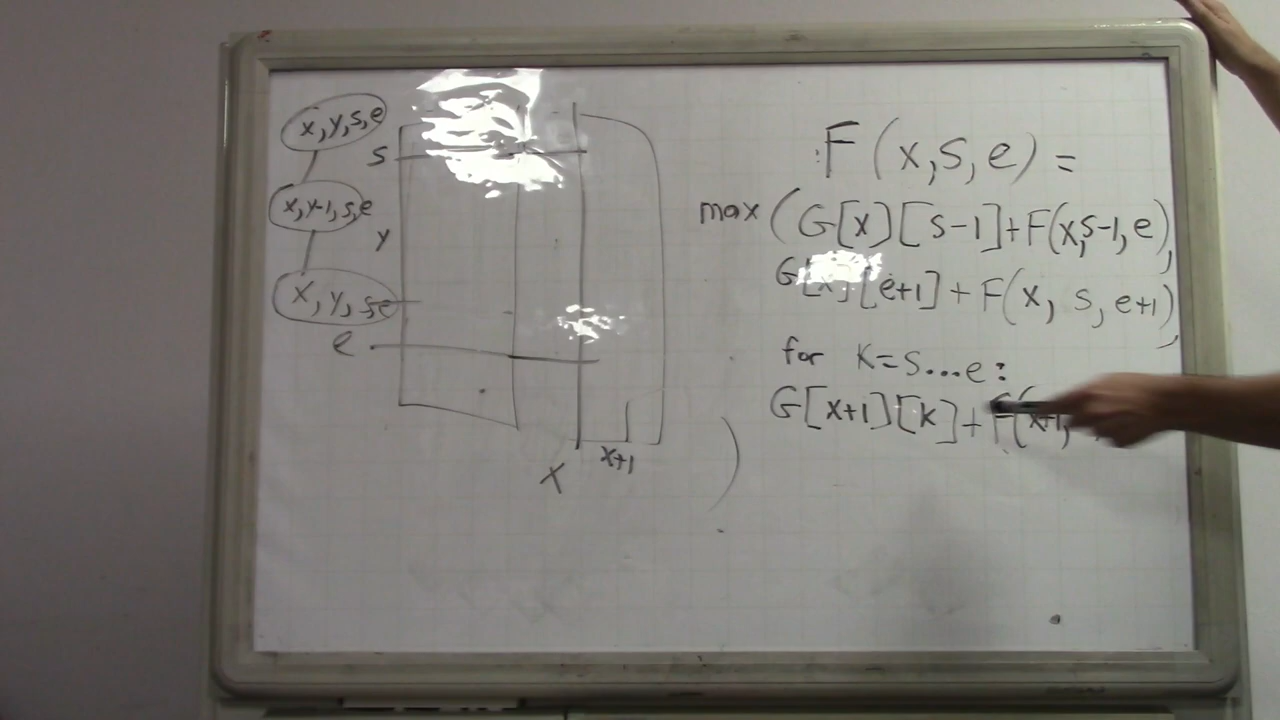 x,y,s,e
x,y-1,s,e
x,y,s,e
s
y
e
x
x+1
F(x,s,e) =
max (G[x][s-1]+F(x,s-1,e),
G[x][e+1]+F(x, s, e+1),
for k=s...e:
G[x+1][k]+F(x+1,
)